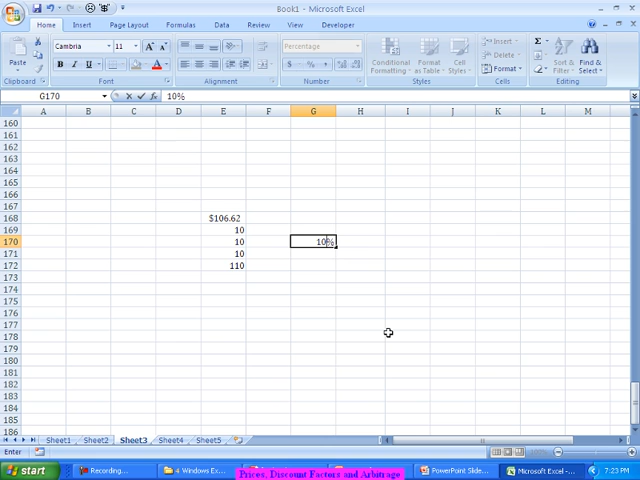 Book1 - Microsoft Excel
Home Insert Page Layout Formulas Data Review View Developer
Paste
Cambria 11
Percentage
Conditional Formatting Format as Table Cell Styles
Insert
Format
Sort & Filter Find & Select
B I U
Clipboard Font Alignment Number Styles Cells Editing
G170 10%
A B C D E F G H I J K L M
160
161
162
163
164
165
166
167
168 $106.62
169 10
170 10 10%
171 10
172 110
173
174
175
176
177
178
179
180
181
182
183
184
185
186
Sheet1 Sheet2 Sheet3 Sheet4 Sheet5
Enter 100%
start Recording... 4 Windows Ex... PowerPoint Slide... Microsoft Excel -... 7:23 PM
Prices, Discount Factors and Arbitrage